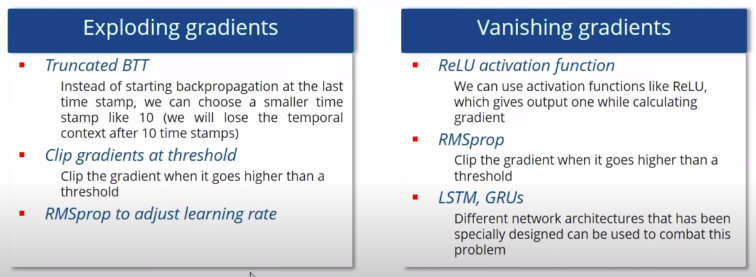 Exploding gradients
Truncated BTT
Instead of starting backpropagation at the last
time stamp, we can choose a smaller time
stamp like 10 (we will lose the temporal
context after 10 time stamps)
Clip gradients at threshold
Clip the gradient when it goes higher than a
threshold
RMSprop to adjust learning rate
Vanishing gradients
ReLU activation function
We can use activation functions like ReLU,
which gives output one while calculating
gradient
RMSprop
Clip the gradient when it goes higher than a
threshold
LSTM, GRUs
Different network architectures that has been
specially designed can be used to combat this
problem